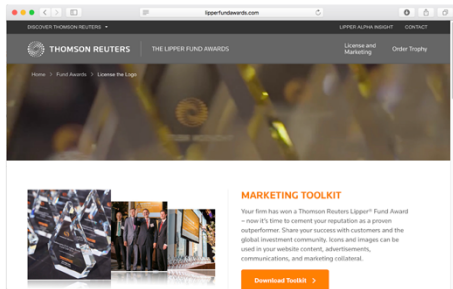 lipperfundawards.com
DISCOVER THOMSON REUTERS
LIPPER ALPHA INSIGHT CONTACT
THOMSON REUTERS
THE LIPPER FUND AWARDS
License and
Marketing
Order Trophy
Home > Fund Awards > License the Logo
MARKETING TOOLKIT
Your firm has won a Thomson Reuters Lipper® Fund Award
– now it's time to cement your reputation as a proven
outperformer. Share your success with customers and the
global investment community. Icons and images can be
used in your website content, advertisements,
communications, and marketing collateral.
Download Toolkit >